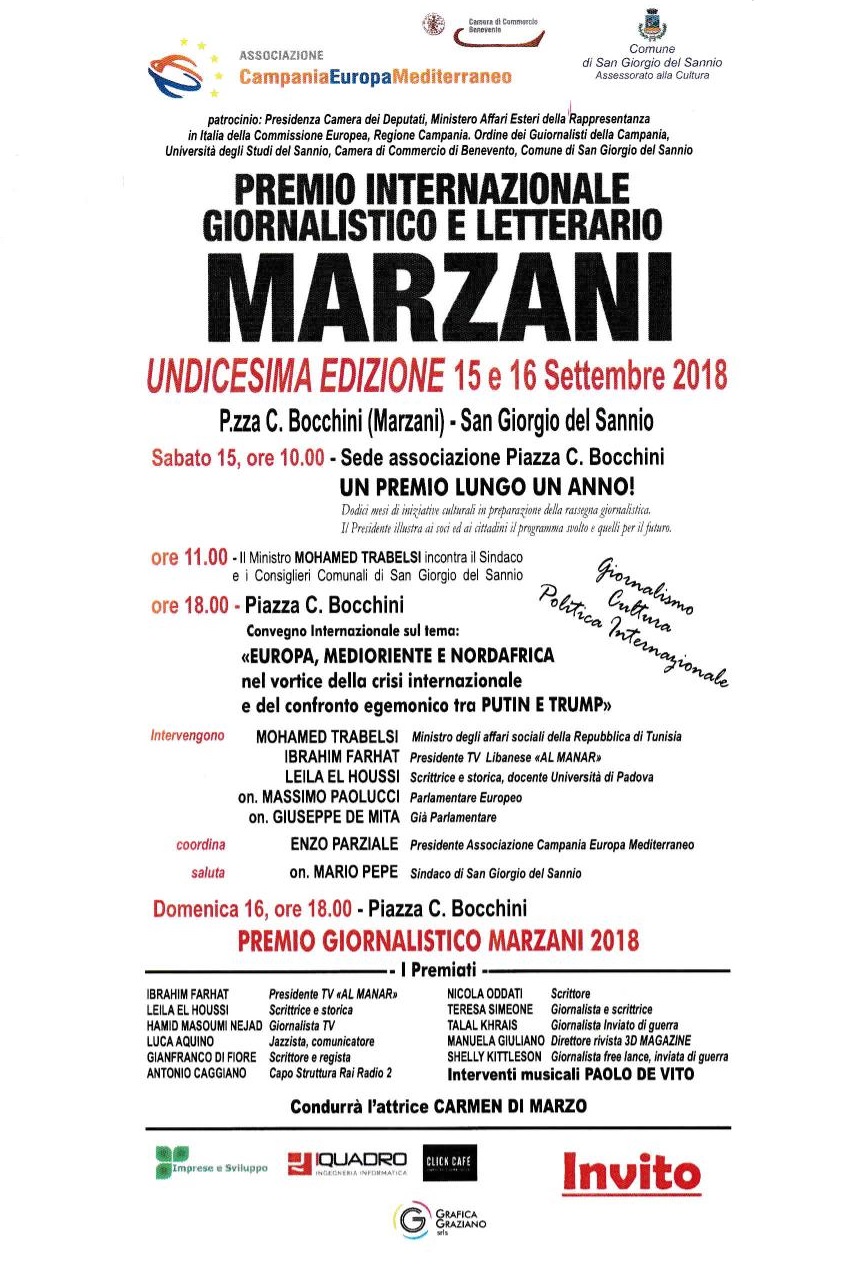 Camera di Commercio
Benevento
Comune
di San Giorgio del Sannio
Assessorato alla Cultura
ASSOCIAZIONE
CampaniaEuropaMediterraneo
patrocinio: Presidenza Camera dei Deputati, Ministero Affari Esteri della Rappresentanza
in Italia della Commissione Europea, Regione Campania. Ordine dei Guiornalisti della Campania,
Università degli Studi del Sannio, Camera di Commercio di Benevento, Comune di San Giorgio del Sannio
PREMIO INTERNAZIONALE
GIORNALISTICO E LETTERARIO
MARZANI
UNDICESIMA EDIZIONE 15 e 16 Settembre 2018
P.zza C. Bocchini (Marzani) - San Giorgio del Sannio
Sabato 15, ore 10.00 - Sede associazione Piazza C. Bocchini
UN PREMIO LUNGO UN ANNO!
Dodici mesi di iniziative culturali in preparazione della rassegna giornalistica.
Il Presidente illustra ai soci ed ai cittadini il programma svolto e quelli per il futuro.
ore 11.00 - Il Ministro MOHAMED TRABELSI incontra il Sindaco
e i Consiglieri Comunali di San Giorgio del Sannio
Giornalismo
Cultura
Politica Internazionale
ore 18.00 - Piazza C. Bocchini
Convegno Internazionale sul tema:
«EUROPA, MEDIORIENTE E NORDAFRICA
nel vortice della crisi internazionale
e del confronto egemonico tra PUTIN E TRUMP»
Intervengono MOHAMED TRABELSI Ministro degli affari sociali della Repubblica di Tunisia
IBRAHIM FARHAT Presidente TV Libanese «AL MANAR»
LEILA EL HOUSSI Scrittrice e storica, docente Università di Padova
on. MASSIMO PAOLUCCI Parlamentare Europeo
on. GIUSEPPE DE MITA Già Parlamentare
coordina ENZO PARZIALE Presidente Associazione Campania Europa Mediterraneo
saluta on. MARIO PEPE Sindaco di San Giorgio del Sannio
Domenica 16, ore 18.00 - Piazza C. Bocchini
PREMIO GIORNALISTICO MARZANI 2018
- I Premiati -
IBRAHIM FARHAT Presidente TV «AL MANAR»
LEILA EL HOUSSI Scrittrice e storica
HAMID MASOUMI NEJAD Giornalista TV
LUCA AQUINO Jazzista, comunicatore
GIANFRANCO DI FIORE Scrittore e regista
ANTONIO CAGGIANO Capo Struttura Rai Radio 2
NICOLA ODDATI Scrittore
TERESA SIMEONE Giornalista e scrittrice
TALAL KHRAIS Giornalista Inviato di guerra
MANUELA GIULIANO Direttore rivista 3D MAGAZINE
SHELLY KITTLESON Giornalista free lance, inviata di guerra
Interventi musicali PAOLO DE VITO
Condurrà l'attrice CARMEN DI MARZO
Imprese e Sviluppo
IQUADRO
INGEGNERIA INFORMATICA
CLICK CAFÈ
Invito
GRAFICA
GRAZIANO
srls